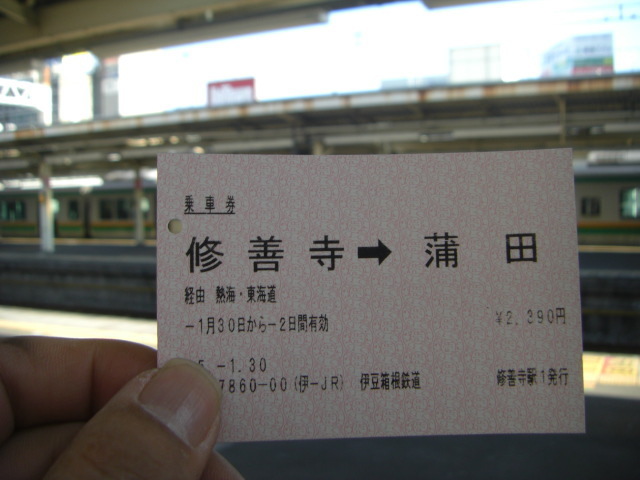 乗車券
修善寺➡蒲田
経由 熱海・東海道
-1月30日から-2日間有効
¥2,390円
5.-1.30
7860-00(伊-JR) 伊豆箱根鉄道
修善寺駅1発行